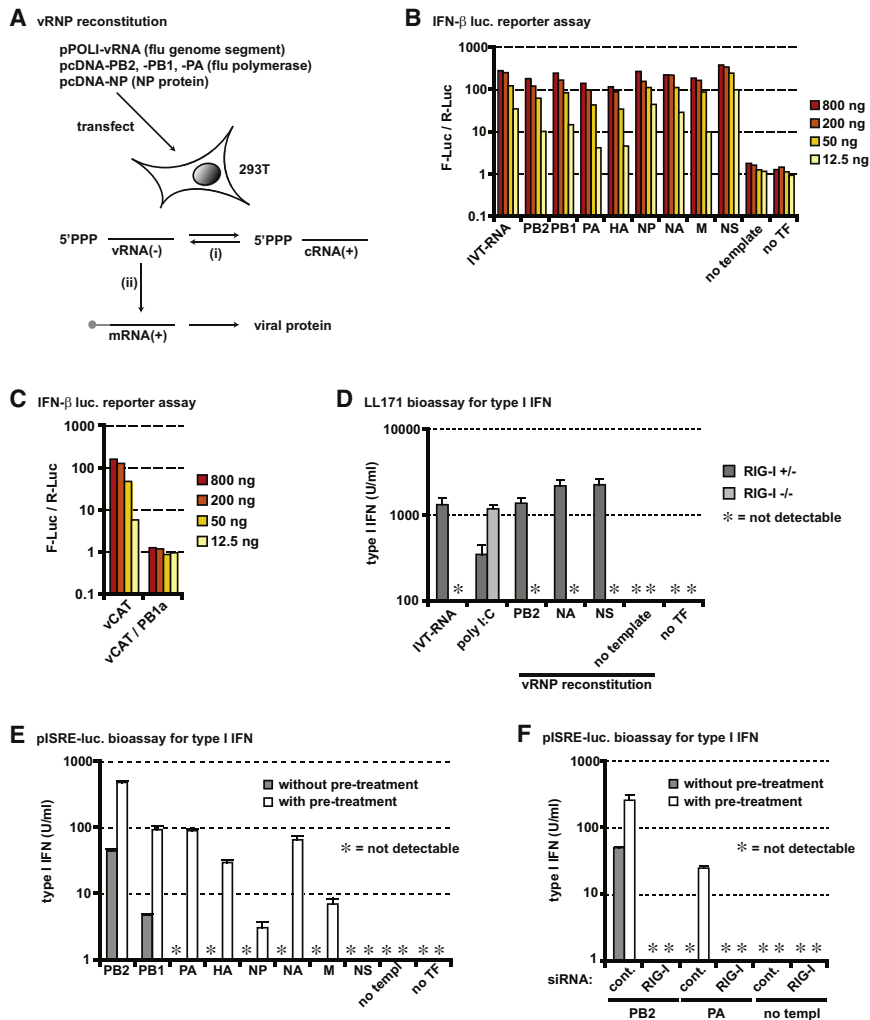 A vRNP reconstitution
pPOLI-vRNA (flu genome segment)
pcDNA-PB2, -PB1, -PA (flu polymerase)
pcDNA-NP (NP protein)
transfect
293T
5'PPP vRNA(-) (i) 5'PPP cRNA(+)
(ii)
mRNA(+) viral protein
B IFN-β luc. reporter assay
F-Luc / R-Luc
1000
100
10
1
0.1
IVT-RNA PB2 PB1 PA HA NP NA M NS no template no TF
800 ng
200 ng
50 ng
12.5 ng
C IFN-β luc. reporter assay
F-Luc / R-Luc
1000
100
10
1
0.1
vCAT vCAT / PB1a
800 ng
200 ng
50 ng
12.5 ng
D LL171 bioassay for type I IFN
type I IFN (U/ml)
10000
1000
100
* * * * * * * *
IVT-RNA poly I:C PB2 NA NS no template no TF
vRNP reconstitution
RIG-I +/-
RIG-I -/-
* = not detectable
E pISRE-luc. bioassay for type I IFN
type I IFN (U/ml)
1000
100
10
1
without pre-treatment
with pre-treatment
* = not detectable
* * * * * * * * * * *
PB2 PB1 PA HA NP NA M NS no templ no TF
F pISRE-luc. bioassay for type I IFN
type I IFN (U/ml)
1000
100
10
1
without pre-treatment
with pre-treatment
* = not detectable
* * * * * * * * *
siRNA: cont. RIG-I cont. RIG-I cont. RIG-I
PB2 PA no templ